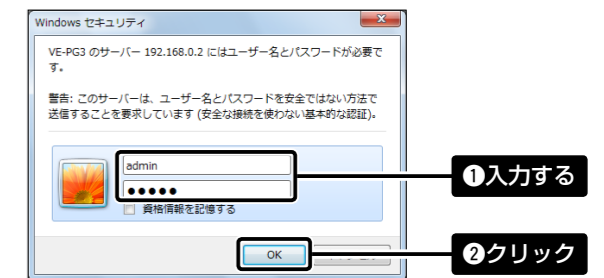 Windows セキュリティ
VE-PG3 のサーバー 192.168.0.2 にはユーザー名とパスワードが必要で
す。
警告: このサーバーは、ユーザー名とパスワードを安全ではない方法で
送信することを要求しています (安全な接続を使わない基本的な認証)。
admin
●●●●●
❶入力する
資格情報を記憶する
OK
❷クリック